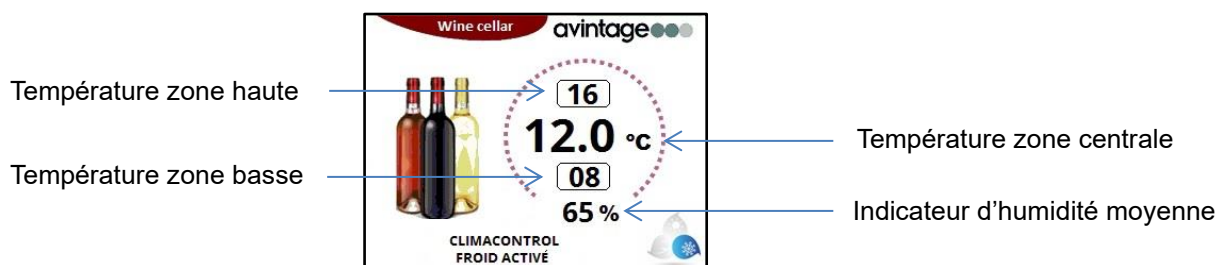 Wine cellar
avintage
Température zone haute
16
12.0 °C
Température zone centrale
Température zone basse
08
65 %
Indicateur d’humidité moyenne
CLIMACONTROL
FROID ACTIVÉ